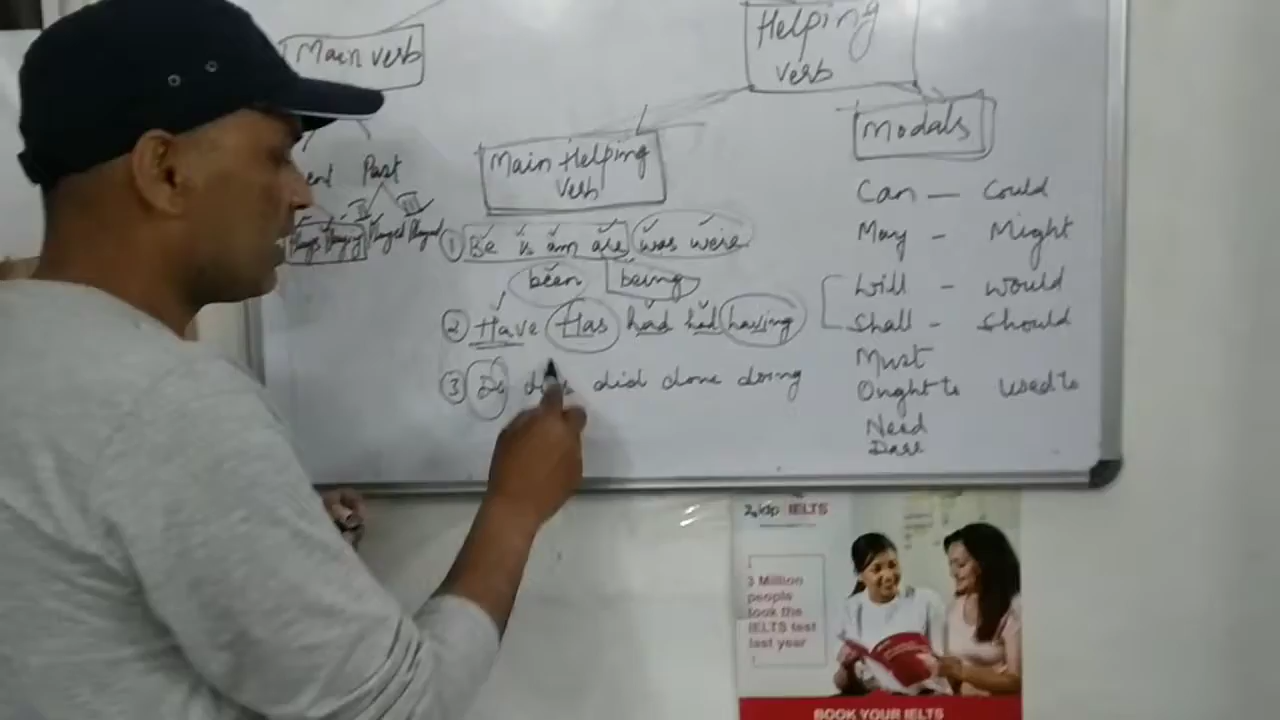 Main verb
Helping
verb
Past
III
Main Helping
verb
Modals
① Be is am are was were
been being
② Have Has had had having
③ Do did done doing
Can — Could
May - Might
Will - would
Shall - Should
Must
Ought to used to
Need
Dare
idp IELTS
3 Million
people
took the
IELTS test
last year
BOOK YOUR IELTS